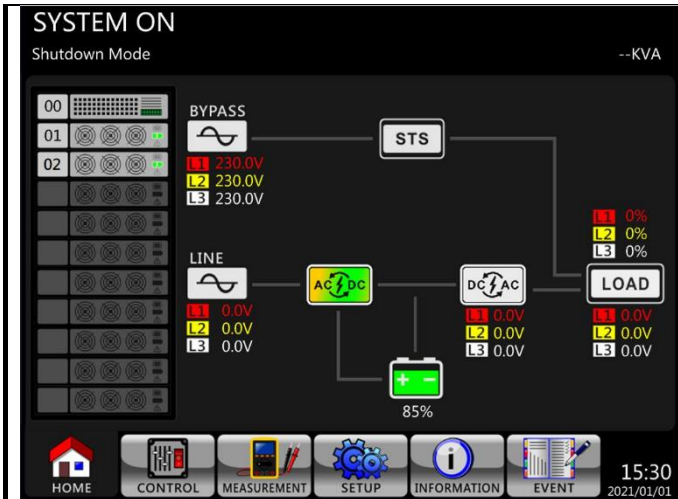 SYSTEM ON
Shutdown Mode
--KVA
00
01
02
BYPASS
L1 230.0V
L2 230.0V
L3 230.0V
STS
LINE
L1 0.0V
L2 0.0V
L3 0.0V
AC DC
85%
DC AC
L1 0.0V
L2 0.0V
L3 0.0V
L1 0%
L2 0%
L3 0%
LOAD
L1 0.0V
L2 0.0V
L3 0.0V
HOME
CONTROL
MEASUREMENT
SETUP
INFORMATION
EVENT
15:30
2021/01/01